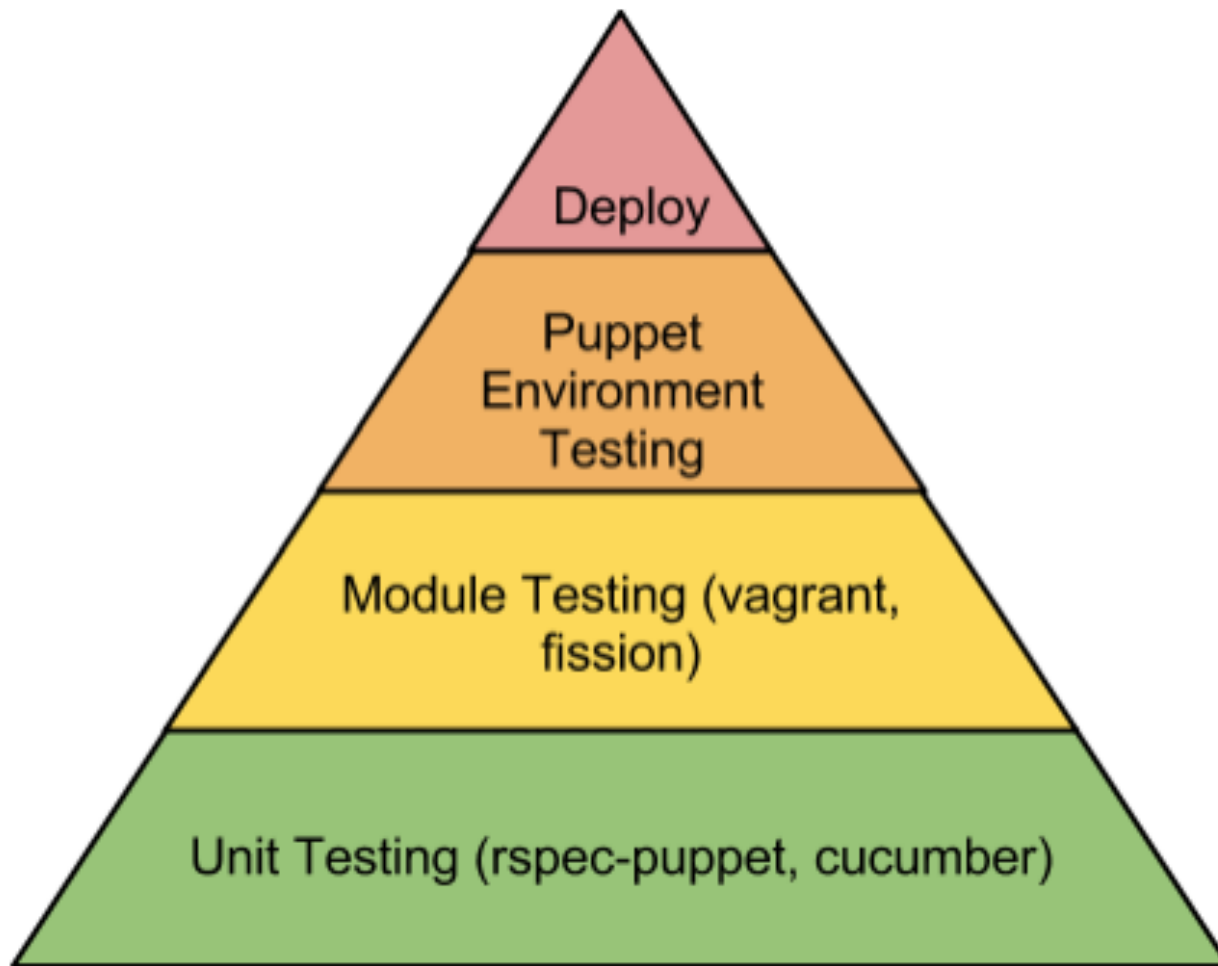 Deploy
Puppet
Environment
Testing
Module Testing (vagrant,
fission)
Unit Testing (rspec-puppet, cucumber)